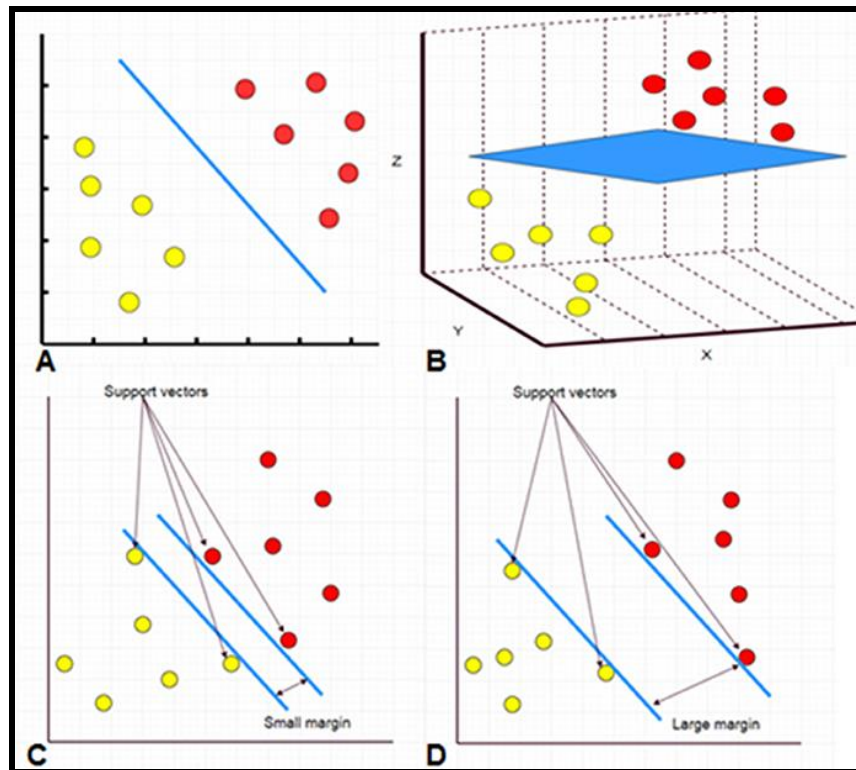 Z
A
Y
B
X
Support vectors
Support vectors
Small margin
C
Large margin
D